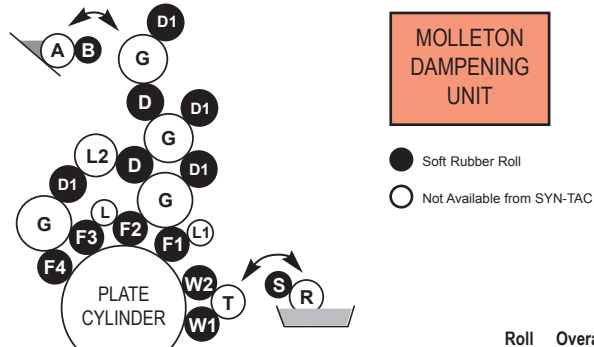 D1
A B
G
MOLLETON
DAMPENING
UNIT
D
D1
G
Soft Rubber Roll
L2
D
D1
D1
Not Available from SYN-TAC
G
L
G
F3
F2
F1
L1
F4
W2
S
R
T
PLATE
CYLINDER
W1
Roll Overa